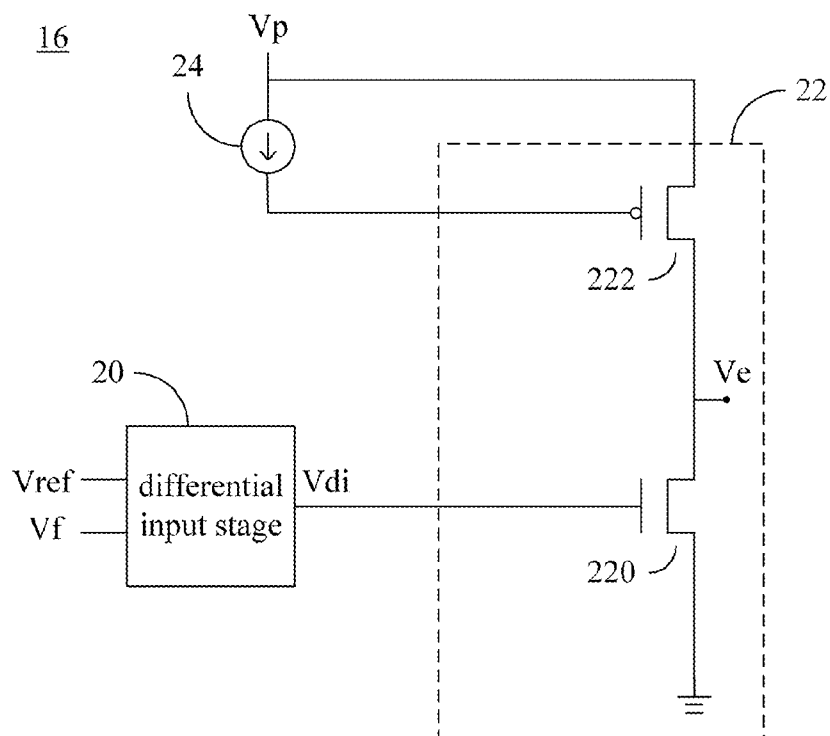 16
Vp
24
22
222
Ve
20
Vref
Vf
differential
input stage
Vdi
220